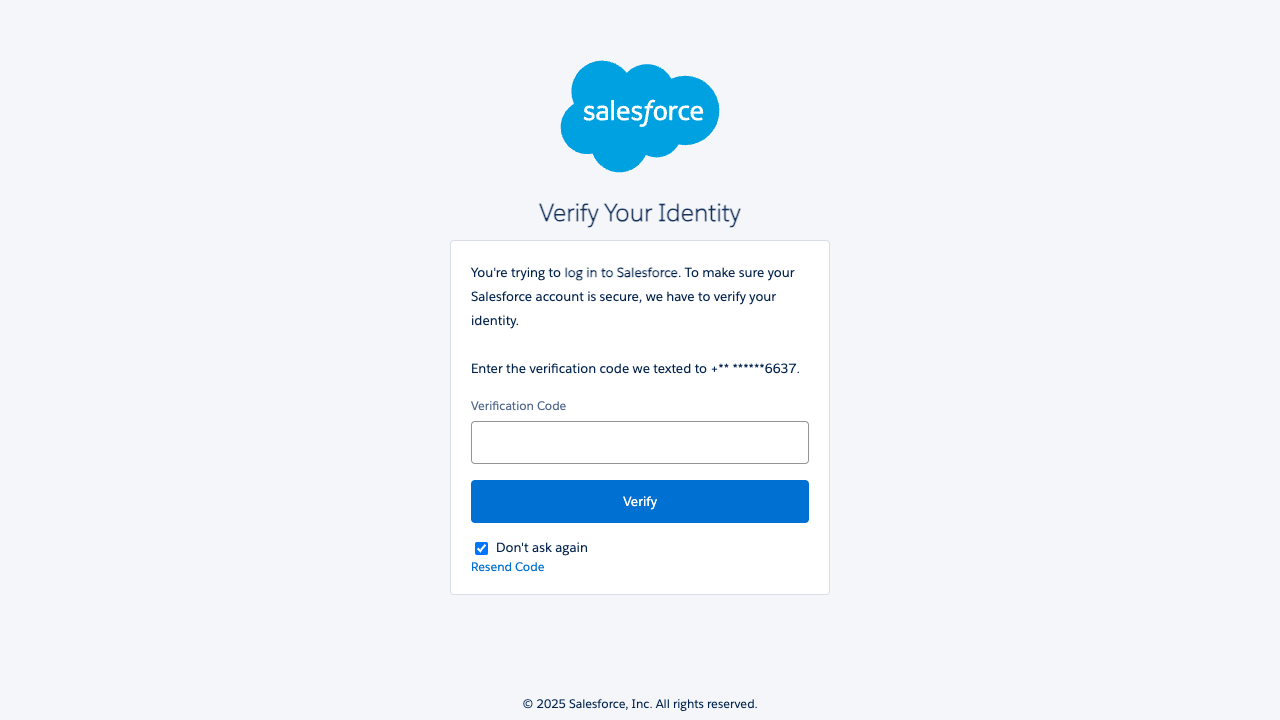 salesforce
Verify Your Identity
You're trying to log in to Salesforce. To make sure your
Salesforce account is secure, we have to verify your
identity.
Enter the verification code we texted to +** ******6637.
Verification Code
Verify
Don't ask again
Resend Code
© 2025 Salesforce, Inc. All rights reserved.